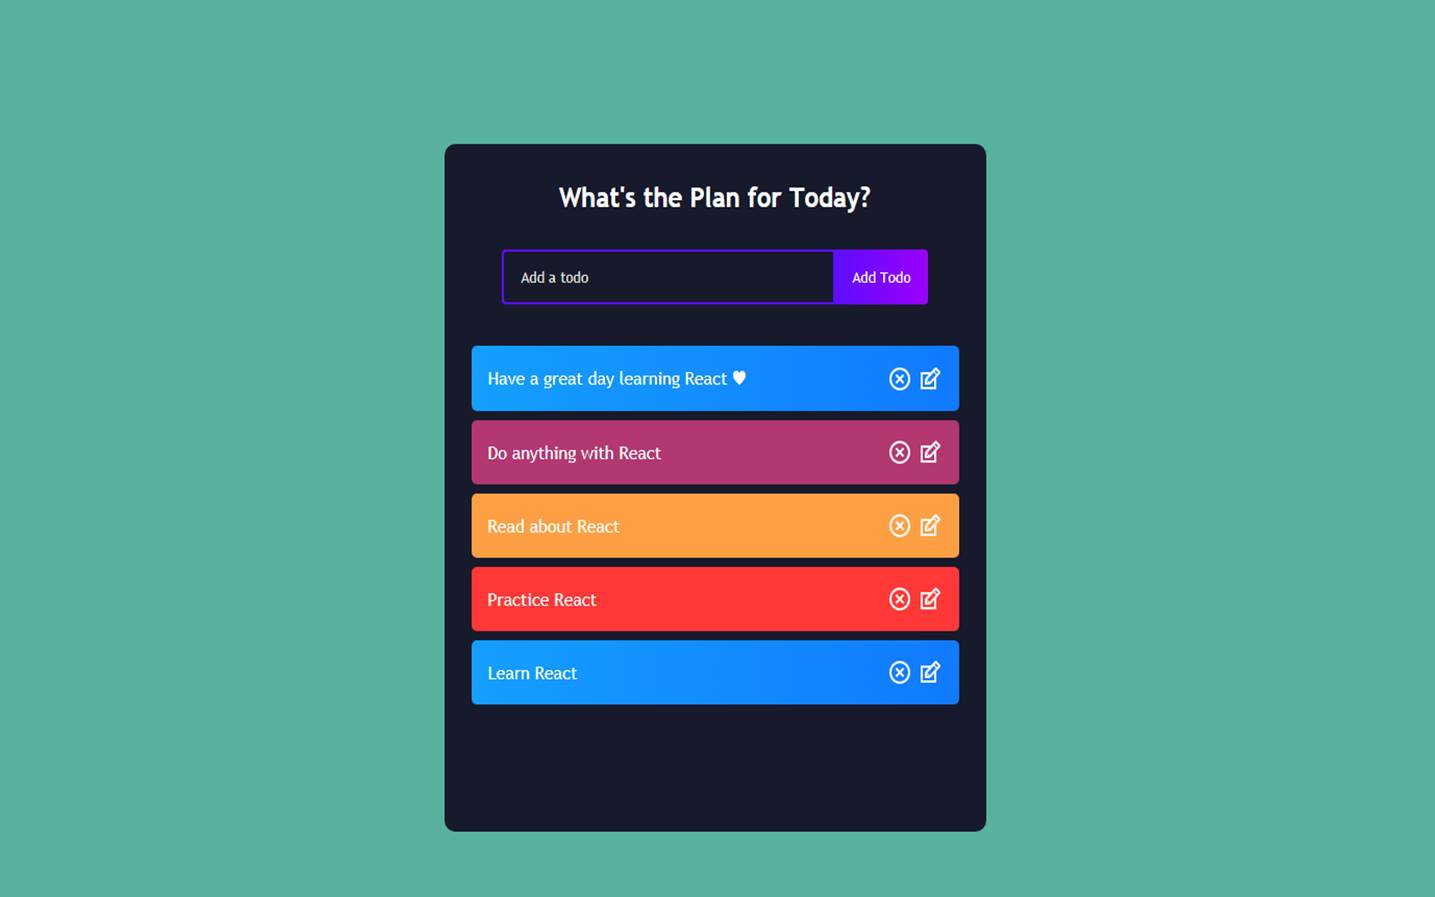 What's the Plan for Today?
Add a todo
Add Todo
Have a great day learning React ♥
Do anything with React
Read about React
Practice React
Learn React